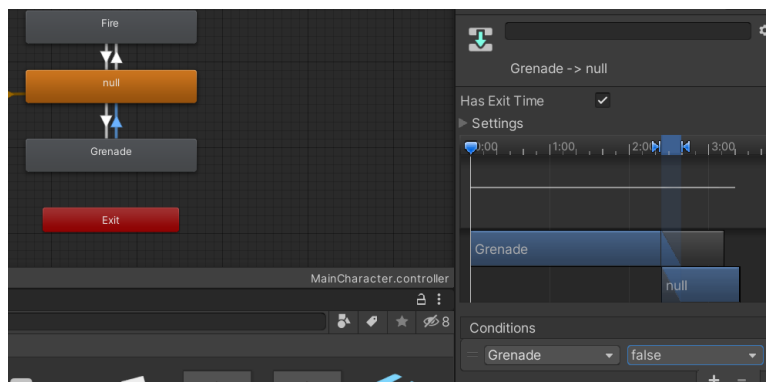 Fire
null
Grenade
Exit
MainCharacter.controller
8
Grenade -> null
Has Exit Time
Settings
0:00 1:00 2:00 3:00
Grenade
null
Conditions
Grenade false